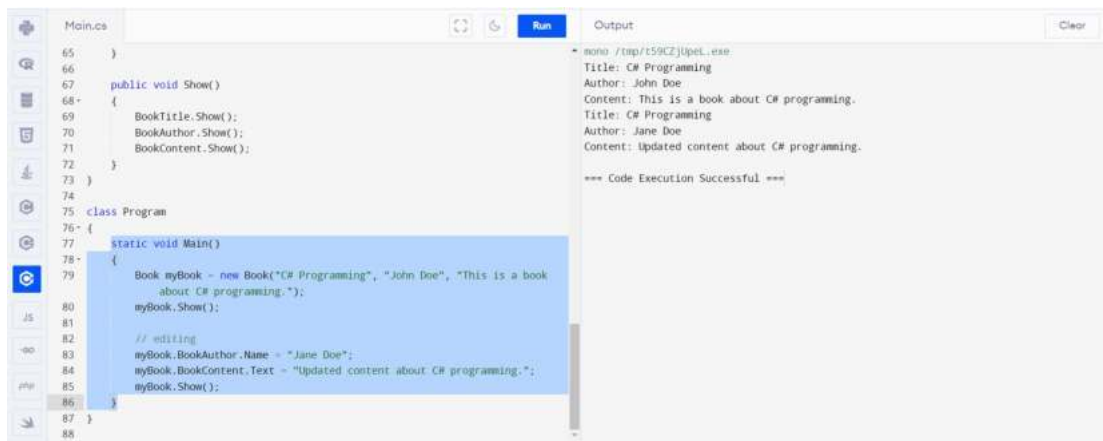 Main.cs
Run
Output
Clear
65 }
66
67 public void Show()
68 - {
69 BookTitle.Show();
70 BookAuthor.Show();
71 BookContent.Show();
72 }
73 }
74
75 class Program
76 - {
77 static void Main()
78 - {
79 Book myBook = new Book("C# Programming", "John Doe", "This is a book
about C# programming.");
80 myBook.Show();
81
82 // editing
83 myBook.BookAuthor.Name = "Jane Doe";
84 myBook.BookContent.Text = "Updated content about C# programming.";
85 myBook.Show();
86 }
87 }
88
mono /tmp/t59CZjUpeL.exe
Title: C# Programming
Author: John Doe
Content: This is a book about C# programming.
Title: C# Programming
Author: Jane Doe
Content: Updated content about C# programming.
=== Code Execution Successful ===
JS
GO
php